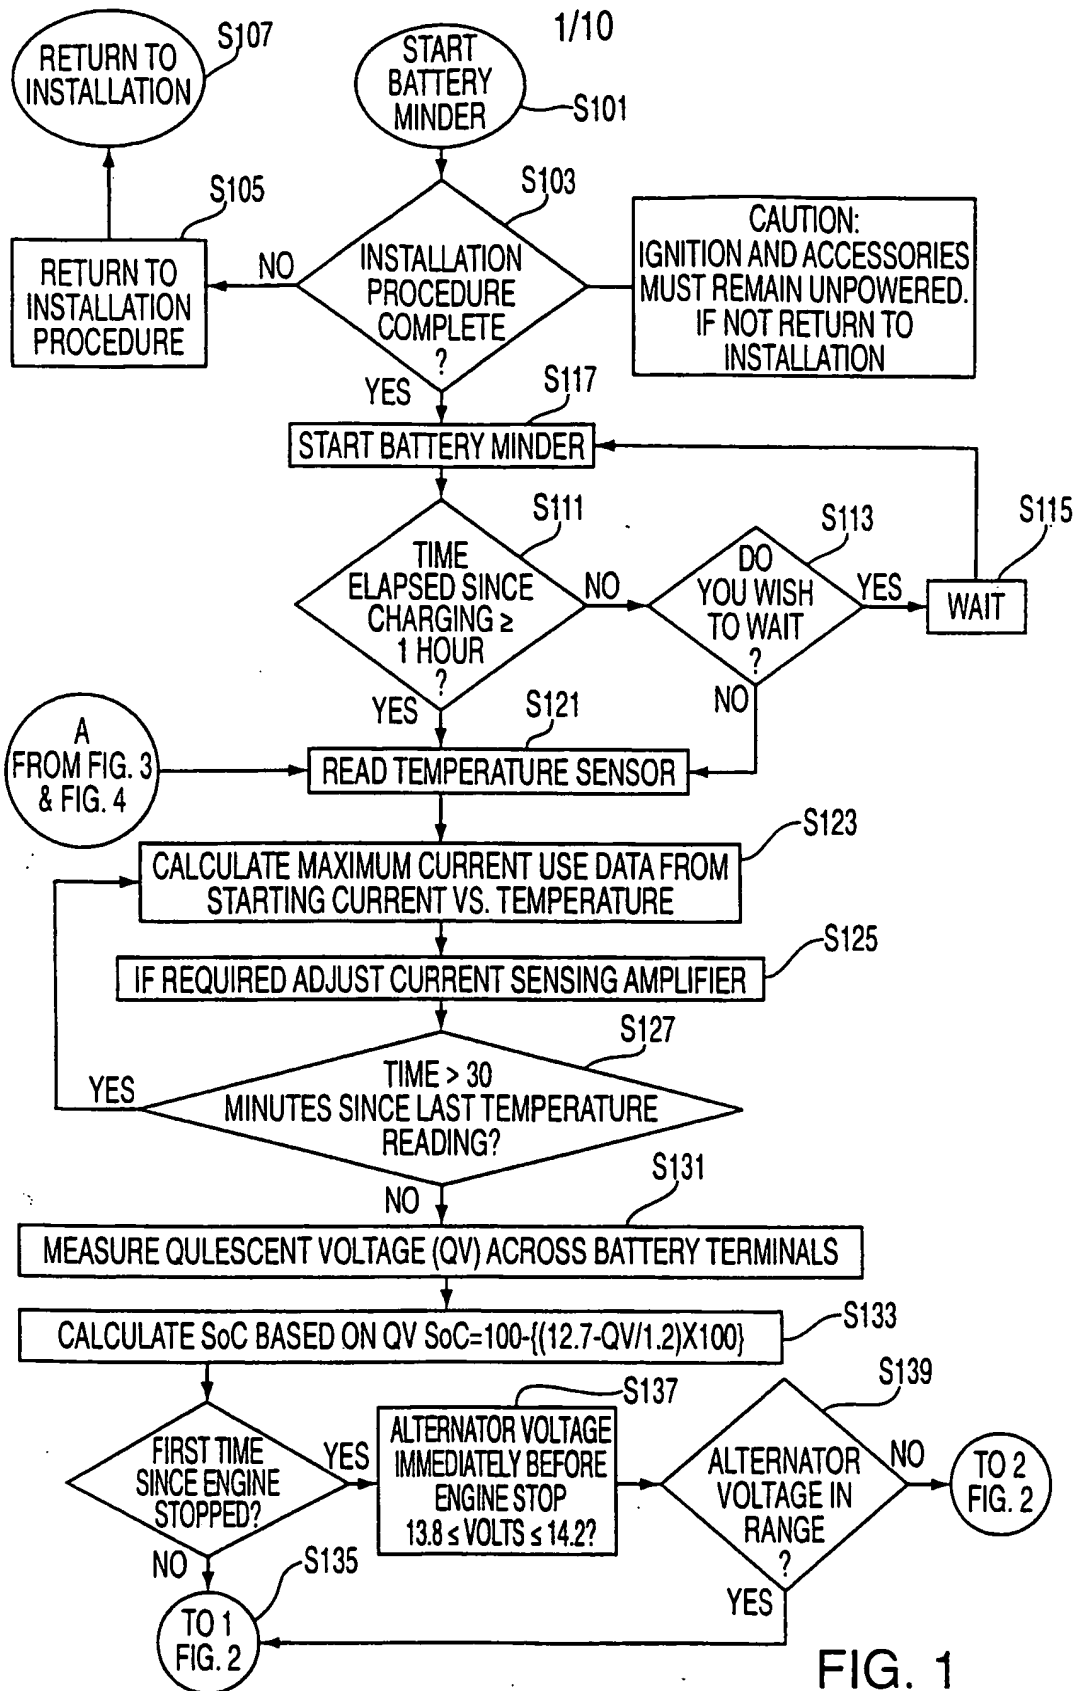 1/10
RETURN TO
INSTALLATION
S107
START
BATTERY
MINDER
S101
S105
RETURN TO
INSTALLATION
PROCEDURE
NO
S103
INSTALLATION
PROCEDURE
COMPLETE
?
YES
CAUTION:
IGNITION AND ACCESSORIES
MUST REMAIN UNPOWERED.
IF NOT RETURN TO
INSTALLATION
S117
START BATTERY MINDER
S111
TIME
ELAPSED SINCE
CHARGING ≥
1 HOUR
?
NO
YES
S113
DO
YOU WISH
TO WAIT
?
YES
NO
S115
WAIT
A
FROM FIG. 3
& FIG. 4
S121
READ TEMPERATURE SENSOR
S123
CALCULATE MAXIMUM CURRENT USE DATA FROM
STARTING CURRENT VS. TEMPERATURE
S125
IF REQUIRED ADJUST CURRENT SENSING AMPLIFIER
S127
TIME > 30
MINUTES SINCE LAST TEMPERATURE
READING?
YES
NO
S131
MEASURE QULESCENT VOLTAGE (QV) ACROSS BATTERY TERMINALS
S133
CALCULATE SoC BASED ON QV SoC=100-{(12.7-QV/1.2)X100}
FIRST TIME
SINCE ENGINE
STOPPED?
YES
NO
S137
ALTERNATOR VOLTAGE
IMMEDIATELY BEFORE
ENGINE STOP
13.8 ≤ VOLTS ≤ 14.2?
S139
ALTERNATOR
VOLTAGE IN
RANGE
?
NO
YES
TO 2
FIG. 2
S135
TO 1
FIG. 2
FIG. 1